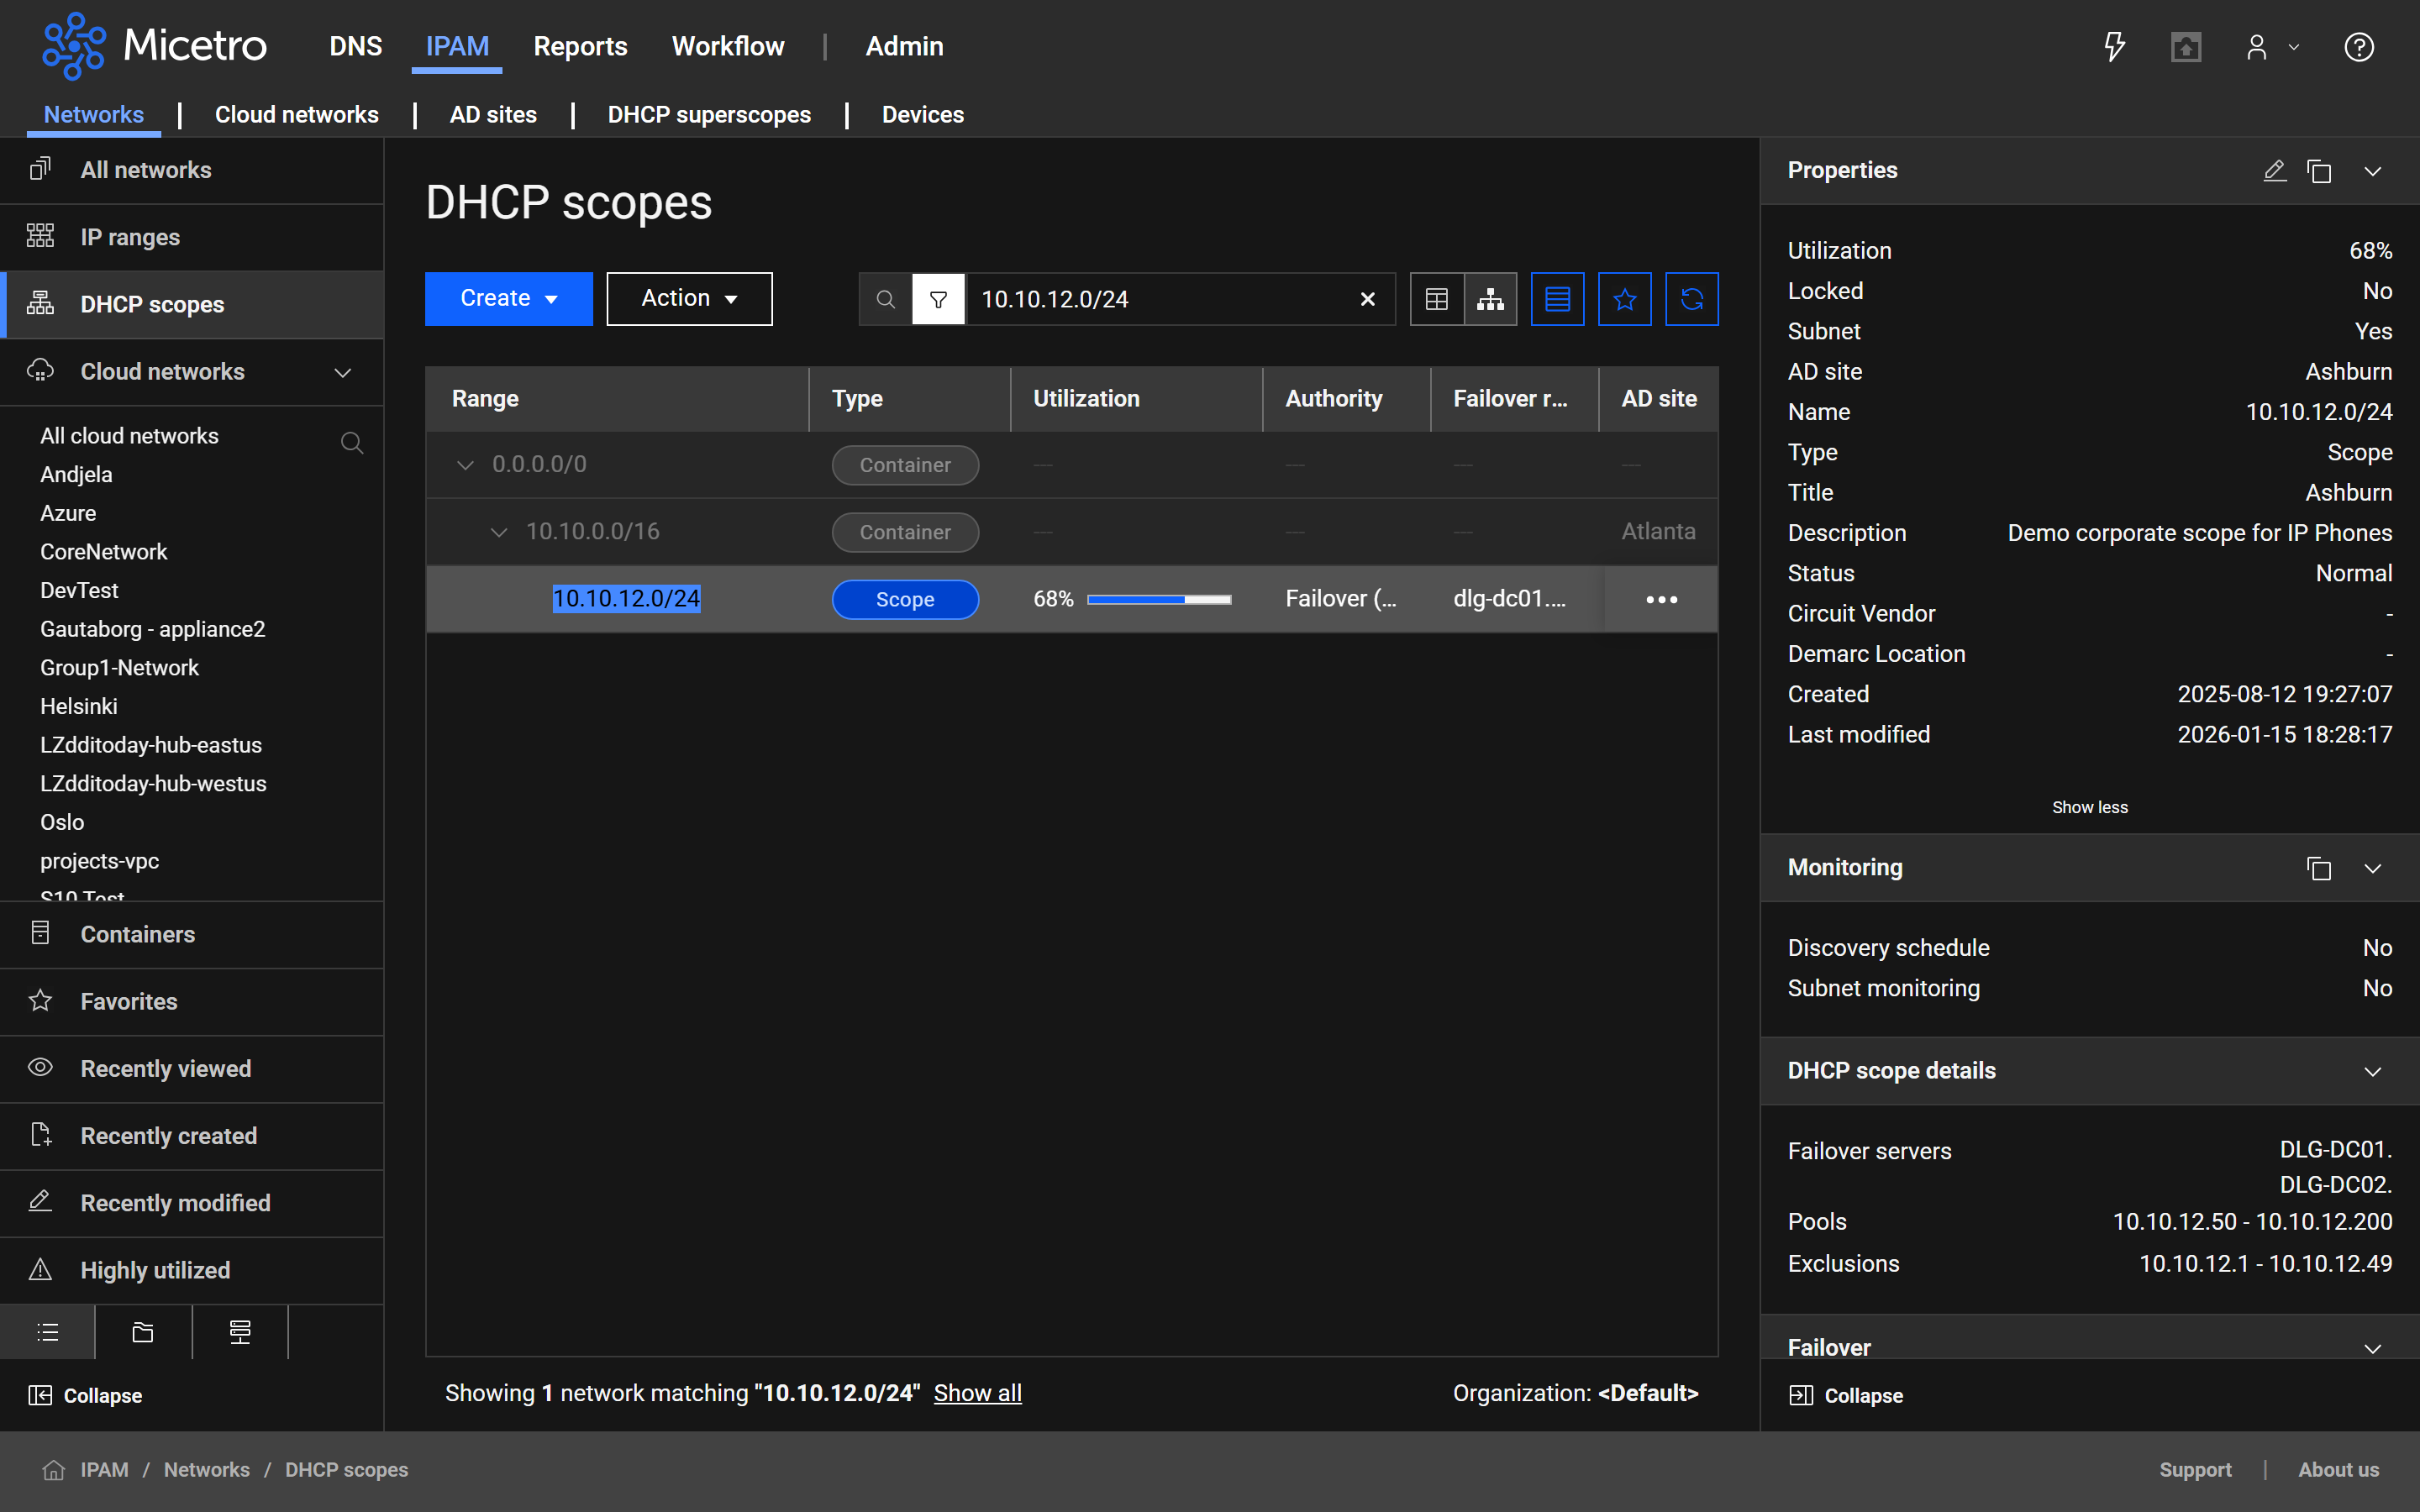 Micetro
DNS
IPAM
Reports
Workflow
|
Admin
Networks
|
Cloud networks
|
AD sites
|
DHCP superscopes
|
Devices
All networks
IP ranges
DHCP scopes
Cloud networks
All cloud networks
Andjela
Azure
CoreNetwork
DevTest
Gautaborg - appliance2
Group1-Network
Helsinki
LZdditoday-hub-eastus
LZdditoday-hub-westus
Oslo
projects-vpc
S10 Test
Containers
Favorites
Recently viewed
Recently created
Recently modified
Highly utilized
Collapse
DHCP scopes
Create
Action
10.10.12.0/24
Range Type Utilization Authority Failover r... AD site
0.0.0.0/0 Container — — — —
10.10.0.0/16 Container — — — Atlanta
10.10.12.0/24 Scope 68% Failover (... dlg-dc01.... •••
Showing 1 network matching "10.10.12.0/24" Show all
Organization: <Default>
Properties
Utilization 68%
Locked No
Subnet Yes
AD site Ashburn
Name 10.10.12.0/24
Type Scope
Title Ashburn
Description Demo corporate scope for IP Phones
Status Normal
Circuit Vendor -
Demarc Location -
Created 2025-08-12 19:27:07
Last modified 2026-01-15 18:28:17
Show less
Monitoring
Discovery schedule No
Subnet monitoring No
DHCP scope details
Failover servers DLG-DC01.
DLG-DC02.
Pools 10.10.12.50 - 10.10.12.200
Exclusions 10.10.12.1 - 10.10.12.49
Failover
Collapse
IPAM / Networks / DHCP scopes
Support | About us